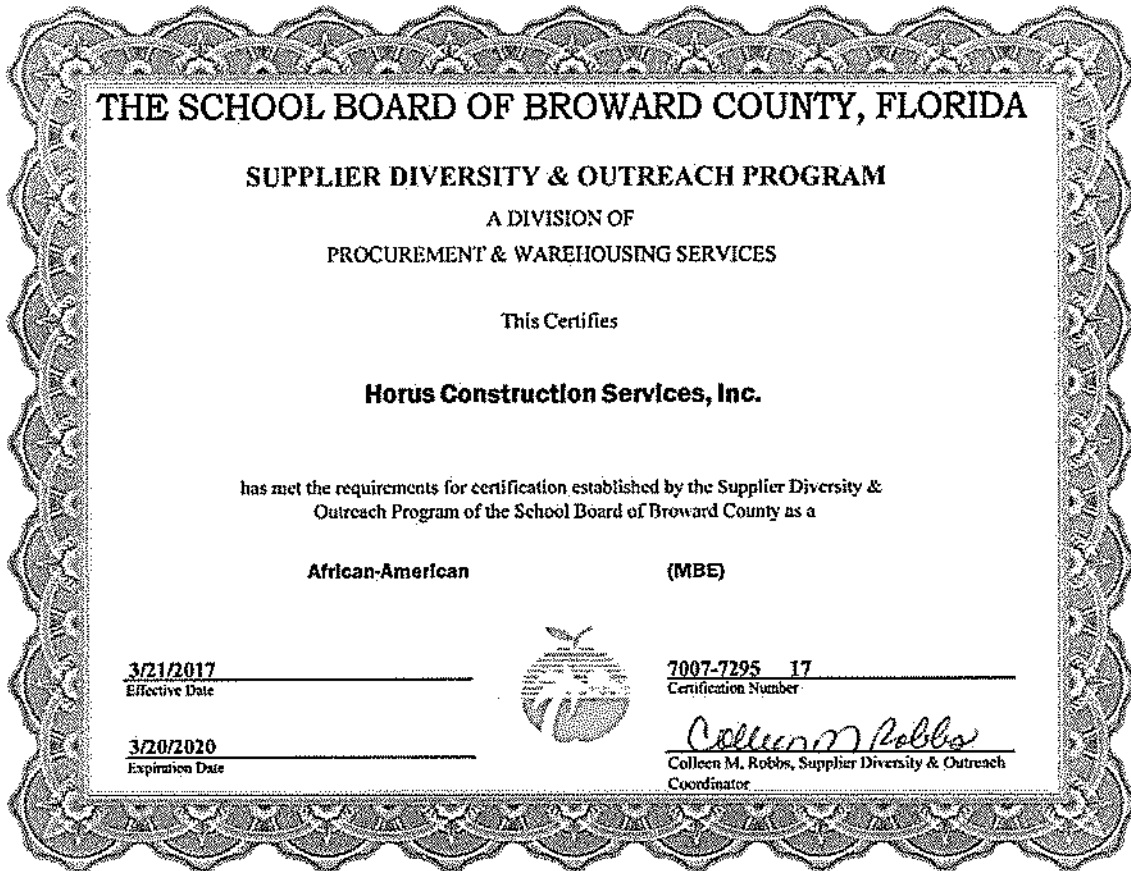 THE SCHOOL BOARD OF BROWARD COUNTY, FLORIDA
SUPPLIER DIVERSITY & OUTREACH PROGRAM
A DIVISION OF
PROCUREMENT & WAREHOUSING SERVICES
This Certifies
Horus Construction Services, Inc.
has met the requirements for certification established by the Supplier Diversity &
Outreach Program of the School Board of Broward County as a
African-American (MBE)
3/21/2017
Effective Date
7007-7295 17
Certification Number
3/20/2020
Expiration Date
Colleen M Robbs
Colleen M. Robbs, Supplier Diversity & Outreach
Coordinator